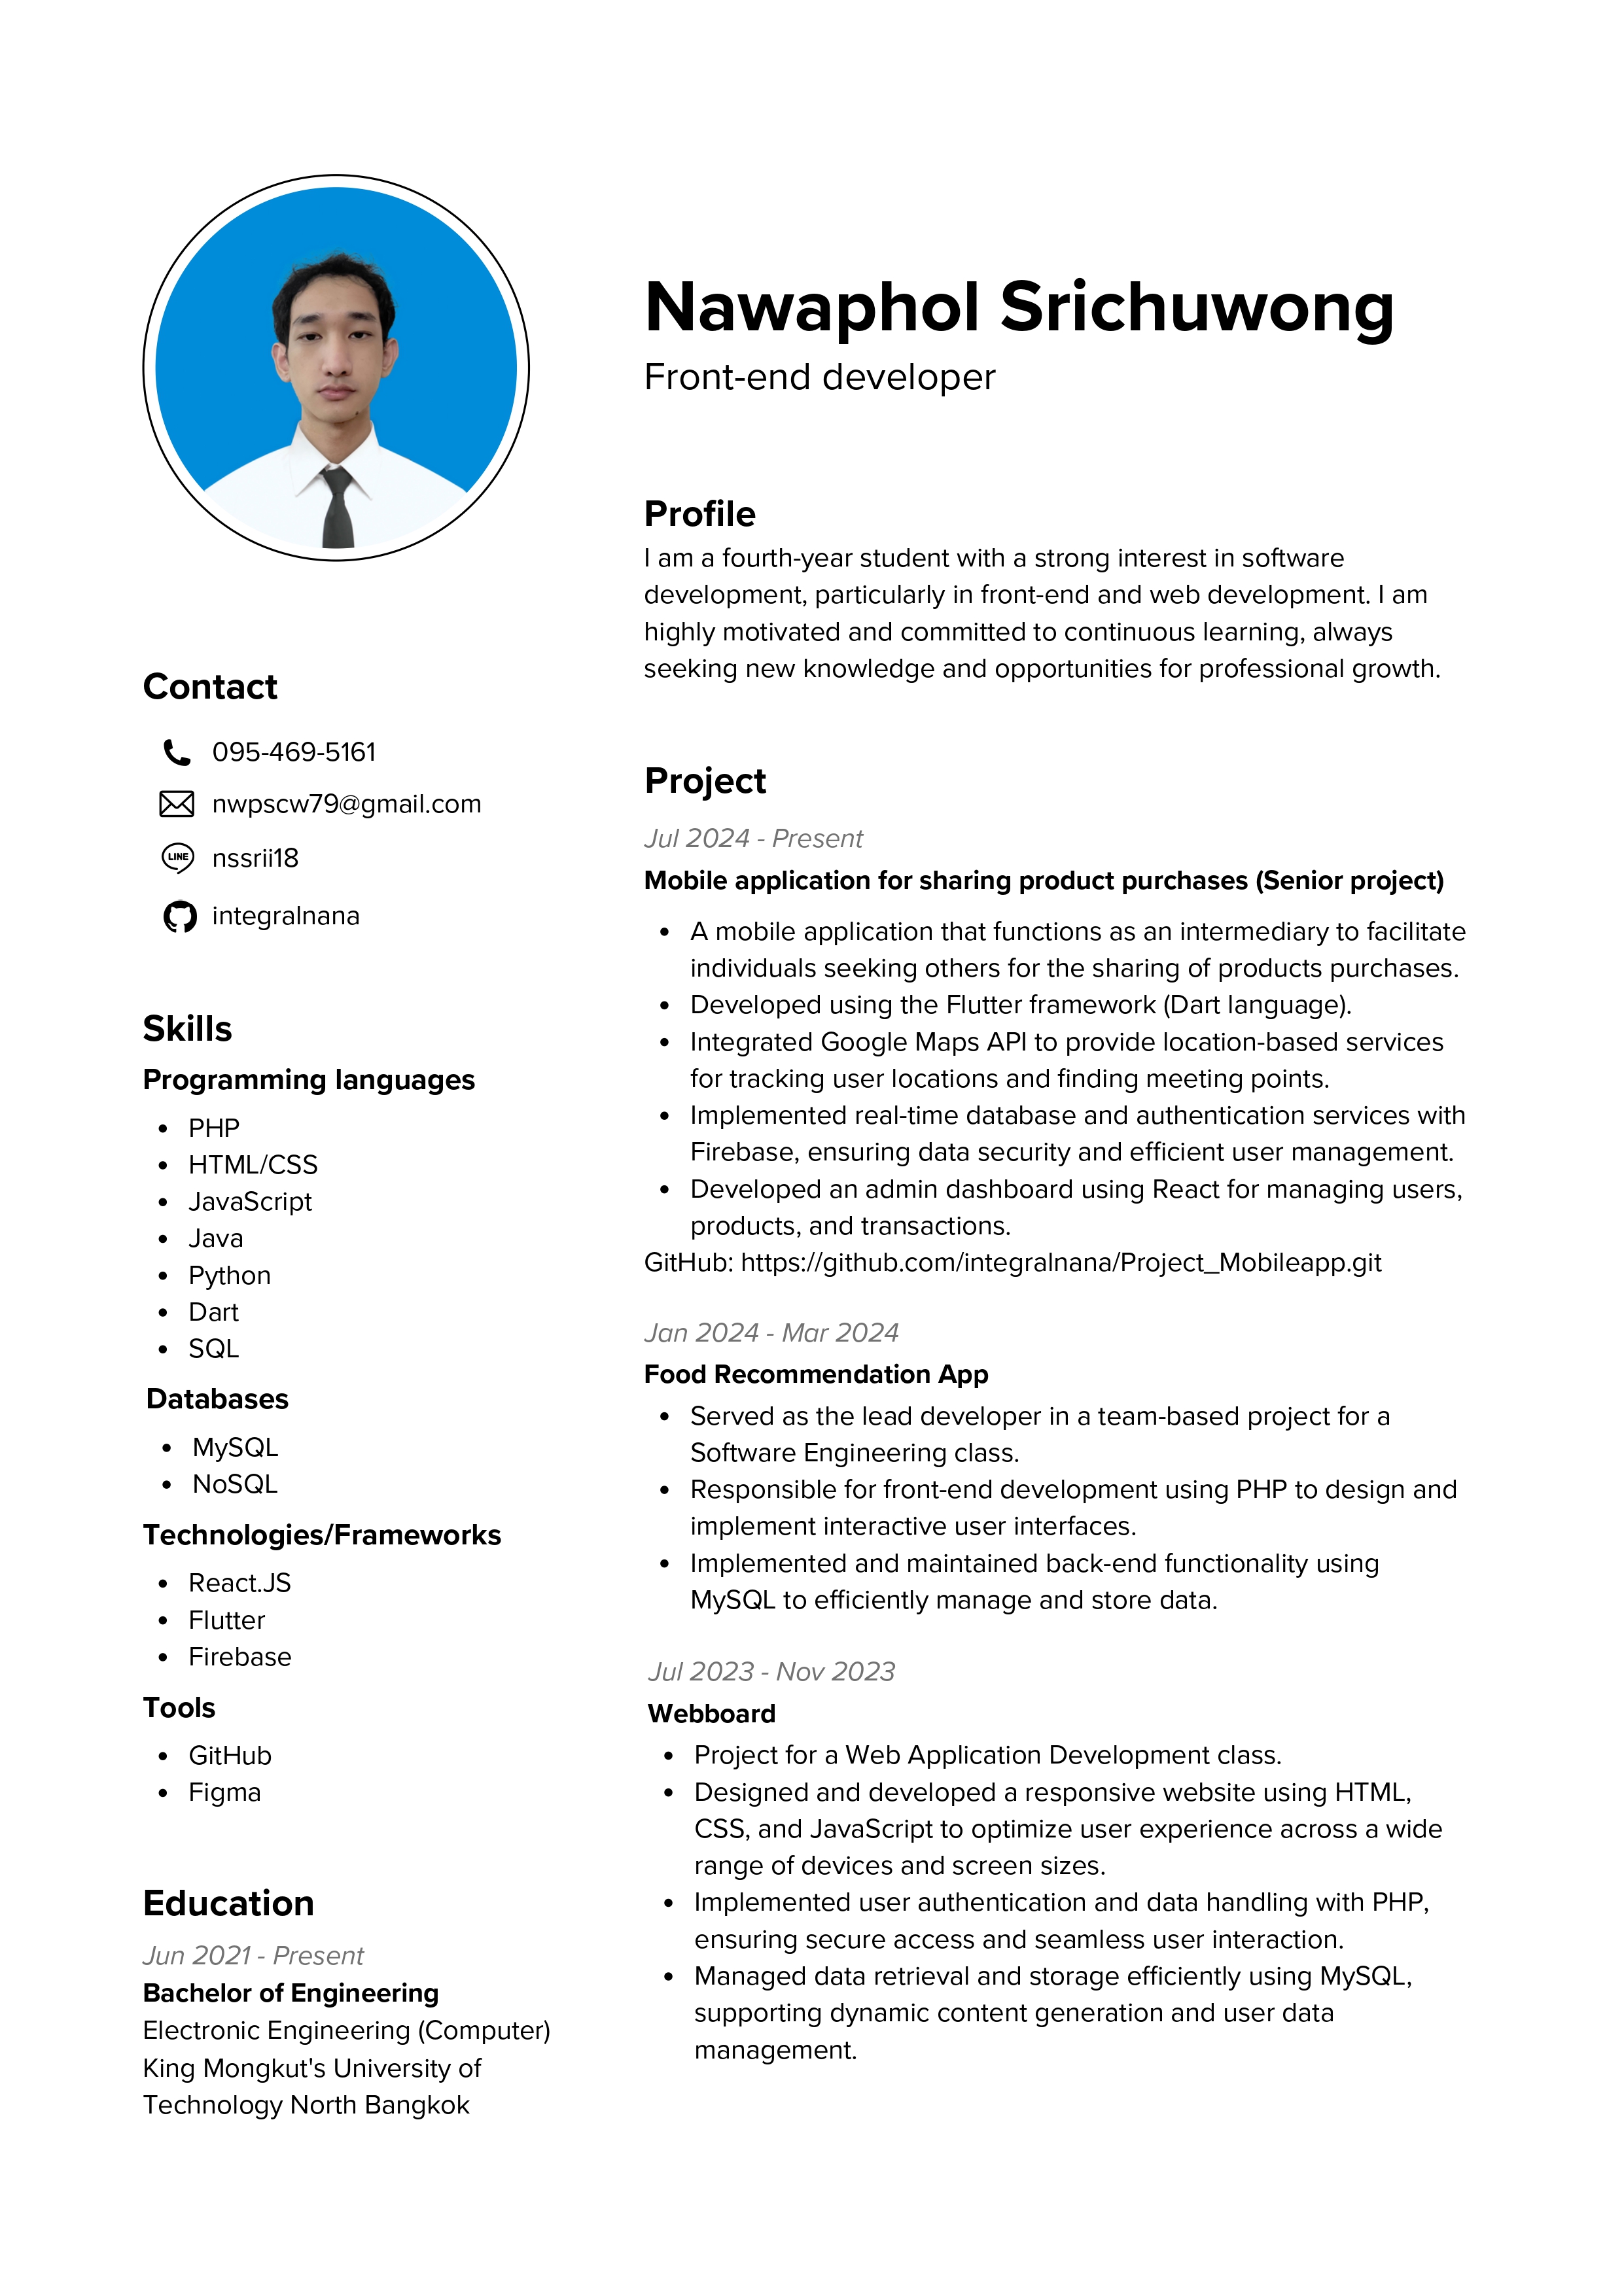 Nawaphol Srichuwong
Front-end developer
Contact
095-469-5161
nwpscw79@gmail.com
LINE
nssrii18
integralnana
Skills
Programming languages
• PHP
• HTML/CSS
• JavaScript
• Java
• Python
• Dart
• SQL
Databases
• MySQL
• NoSQL
Technologies/Frameworks
• React.JS
• Flutter
• Firebase
Tools
• GitHub
• Figma
Education
Jun 2021 - Present
Bachelor of Engineering
Electronic Engineering (Computer)
King Mongkut's University of
Technology North Bangkok
Profile
I am a fourth-year student with a strong interest in software
development, particularly in front-end and web development. I am
highly motivated and committed to continuous learning, always
seeking new knowledge and opportunities for professional growth.
Project
Jul 2024 - Present
Mobile application for sharing product purchases (Senior project)
• A mobile application that functions as an intermediary to facilitate
individuals seeking others for the sharing of products purchases.
• Developed using the Flutter framework (Dart language).
• Integrated Google Maps API to provide location-based services
for tracking user locations and finding meeting points.
• Implemented real-time database and authentication services with
Firebase, ensuring data security and efficient user management.
• Developed an admin dashboard using React for managing users,
products, and transactions.
GitHub: https://github.com/integralnana/Project_Mobileapp.git
Jan 2024 - Mar 2024
Food Recommendation App
• Served as the lead developer in a team-based project for a
Software Engineering class.
• Responsible for front-end development using PHP to design and
implement interactive user interfaces.
• Implemented and maintained back-end functionality using
MySQL to efficiently manage and store data.
Jul 2023 - Nov 2023
Webboard
• Project for a Web Application Development class.
• Designed and developed a responsive website using HTML,
CSS, and JavaScript to optimize user experience across a wide
range of devices and screen sizes.
• Implemented user authentication and data handling with PHP,
ensuring secure access and seamless user interaction.
• Managed data retrieval and storage efficiently using MySQL,
supporting dynamic content generation and user data
management.